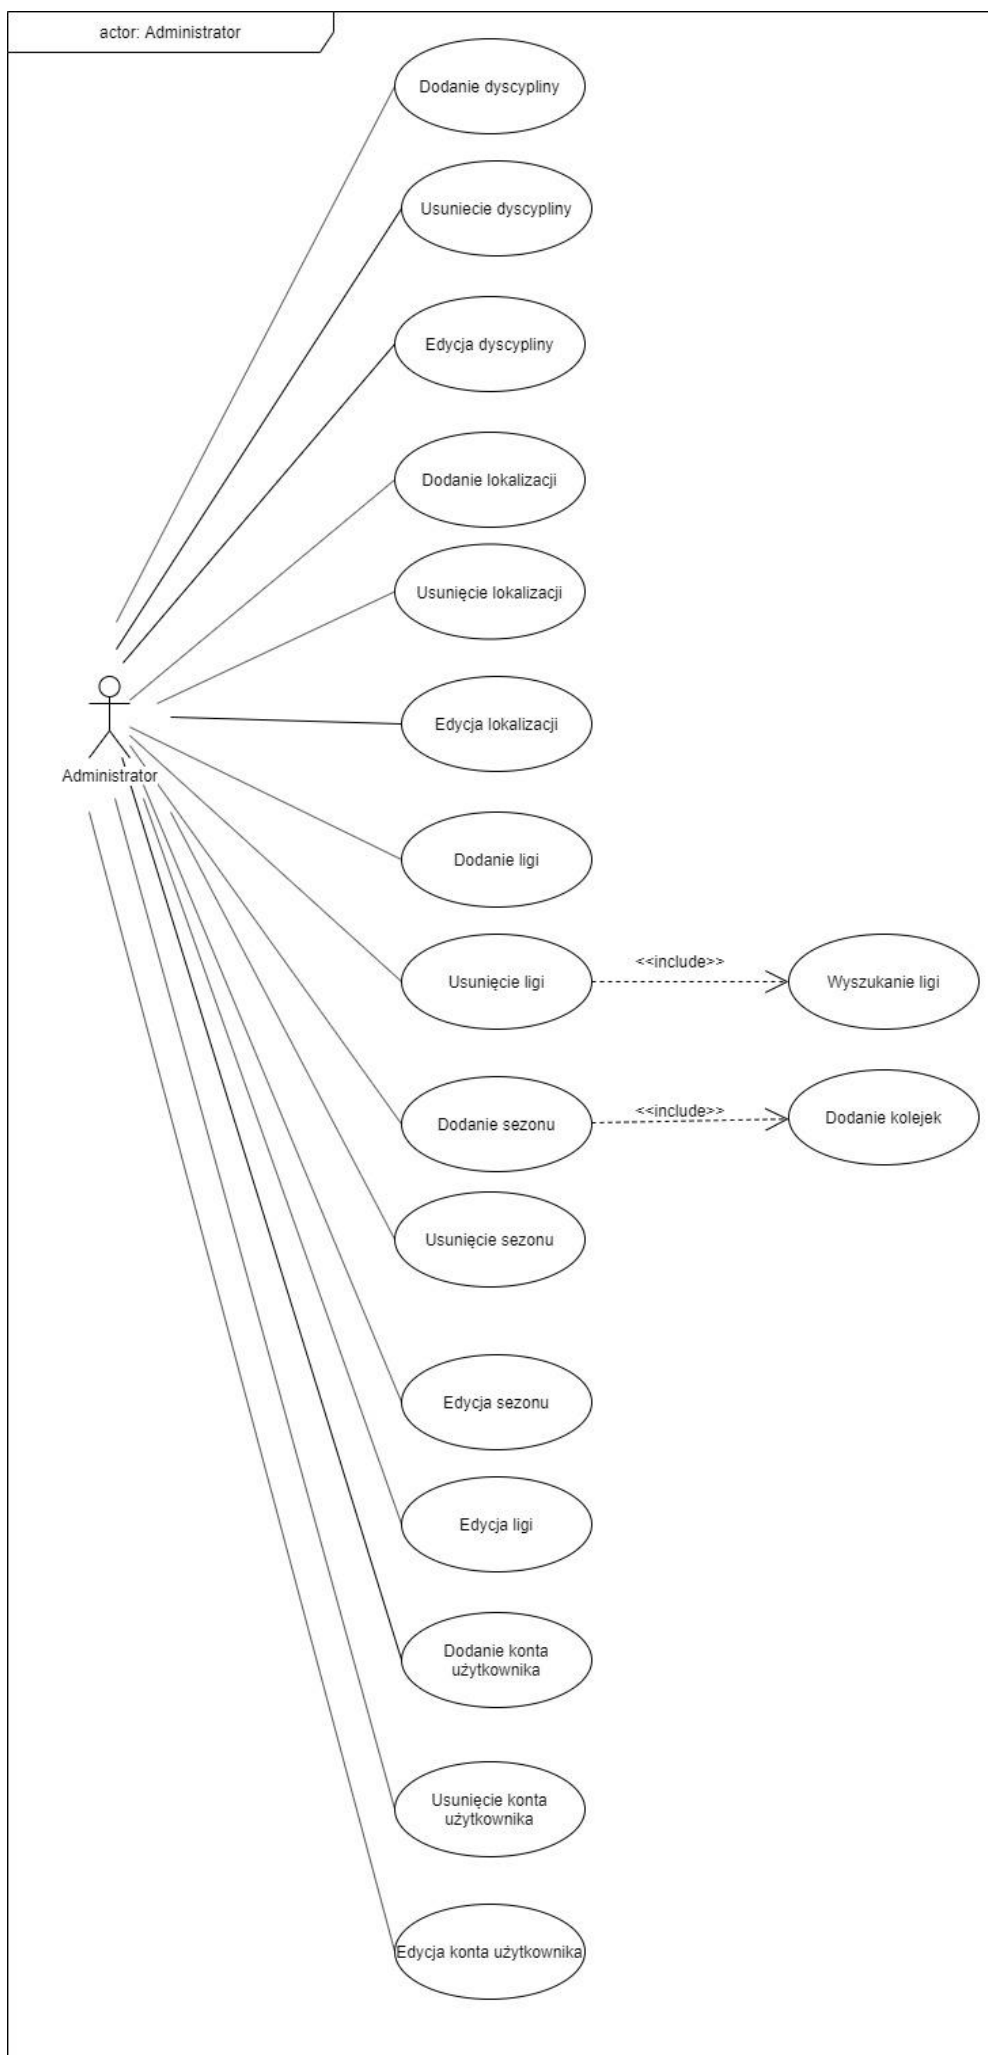 actor: Administrator
Dodanie dyscypliny
Usuniecie dyscypliny
Edycja dyscypliny
Dodanie lokalizacji
Usunięcie lokalizacji
Edycja lokalizacji
Administrator
Dodanie ligi
Usunięcie ligi
<<include>>
Wyszukanie ligi
Dodanie sezonu
<<include>>
Dodanie kolejek
Usunięcie sezonu
Edycja sezonu
Edycja ligi
Dodanie konta
użytkownika
Usunięcie konta
użytkownika
Edycja konta użytkownika